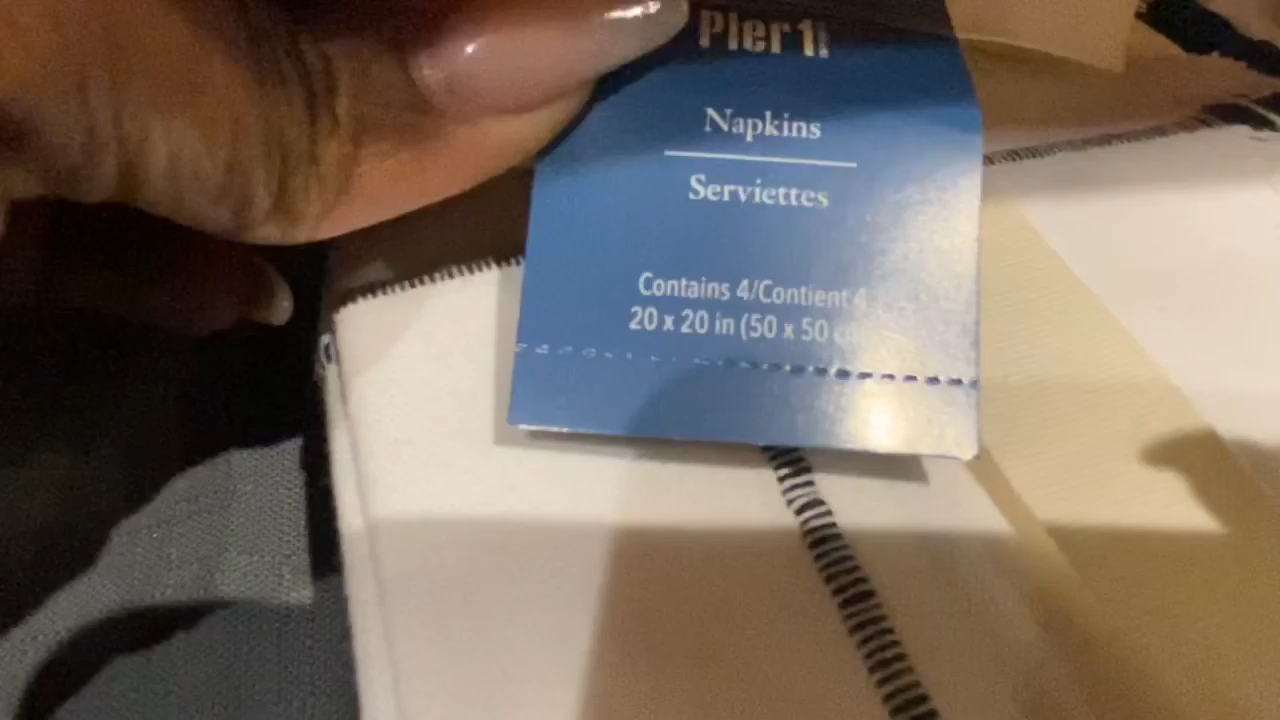 Pier 1
Napkins
Serviettes
Contains 4/Contient 4
20 x 20 in (50 x 50